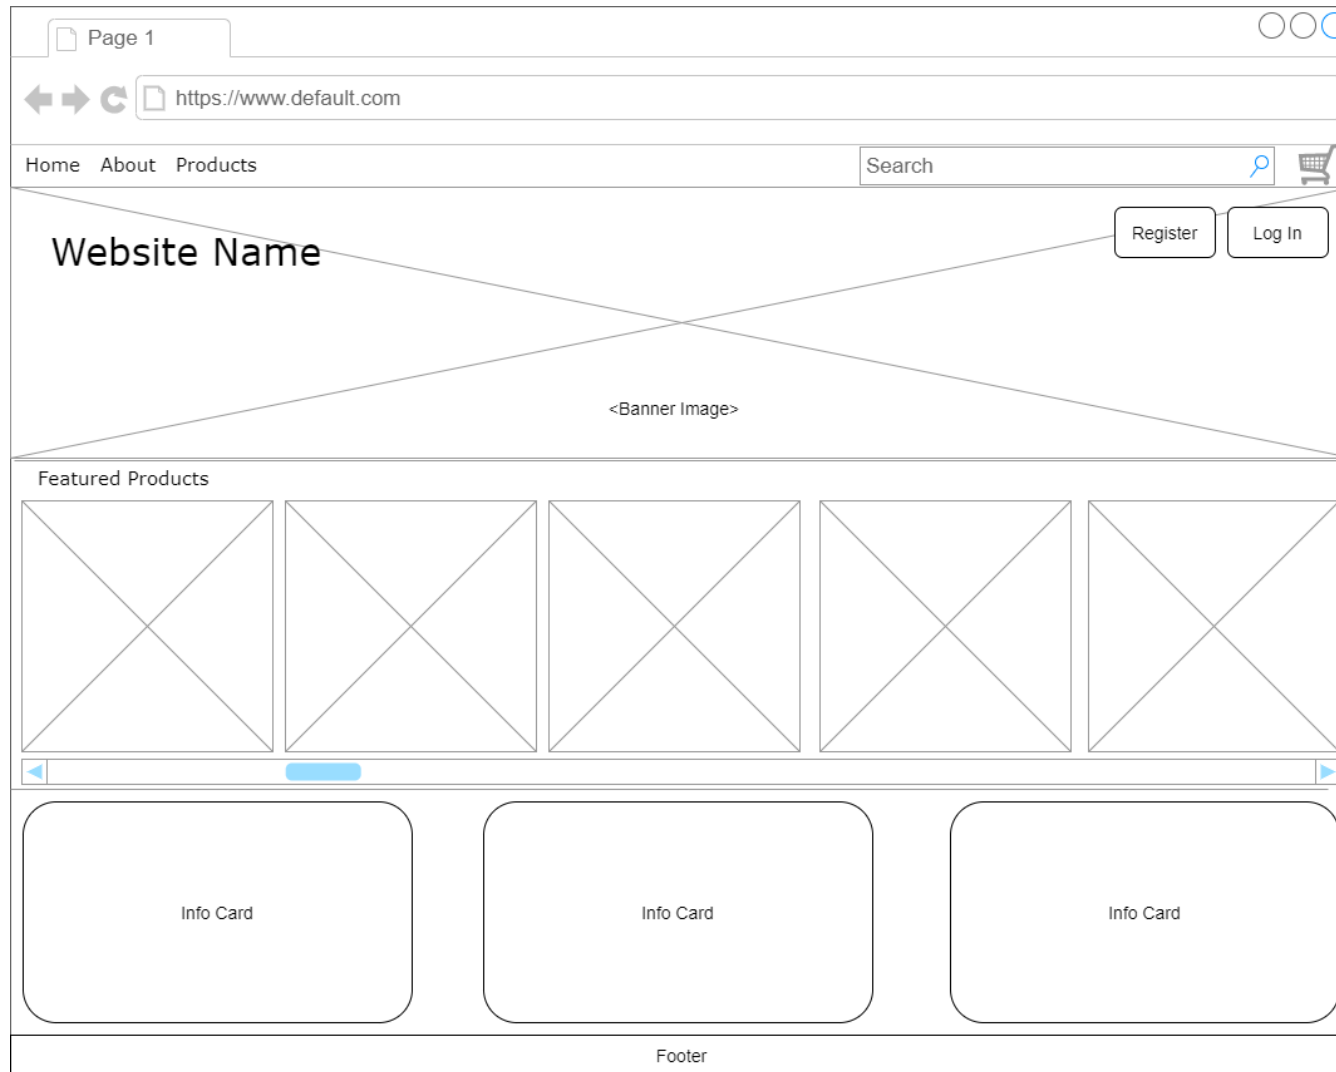 Page 1
https://www.default.com
Home About Products Search
Register Log In
Website Name
<Banner Image>
Featured Products
Info Card Info Card Info Card
Footer